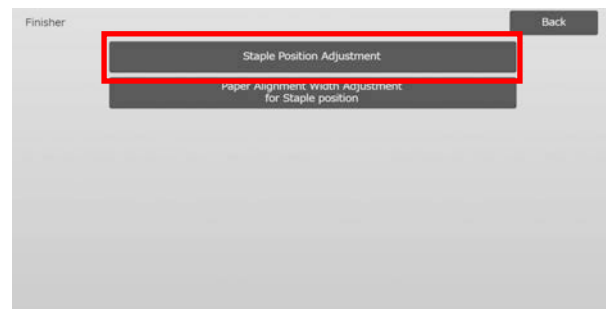 Finisher
Back
Staple Position Adjustment
Paper Alignment Width Adjustment
for Staple position